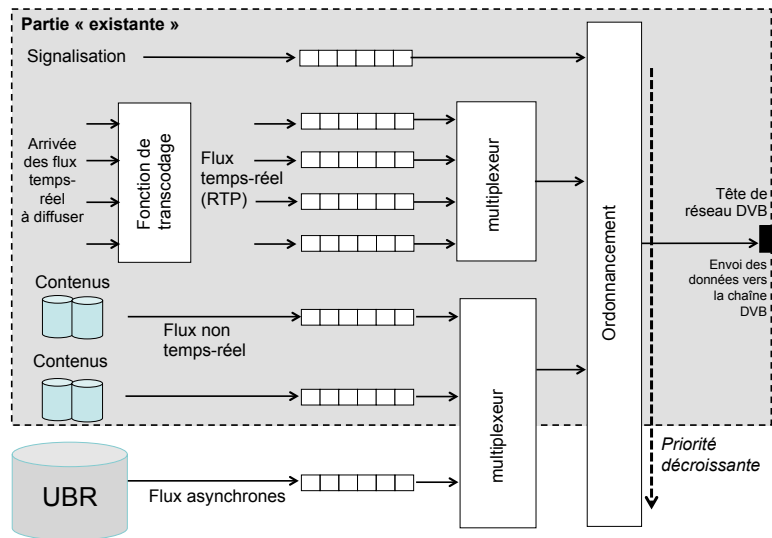 Partie « existante »
Signalisation
Arrivée
des flux
temps-
réel
à diffuser
Fonction de
transcodage
Flux
temps-réel
(RTP)
multiplexeur
Ordonnancement
Tête de
réseau DVB
Envoi des
données vers
la chaîne
DVB
Contenus
Flux non
temps-réel
Contenus
multiplexeur
Priorité
décroissante
UBR
Flux asynchrones